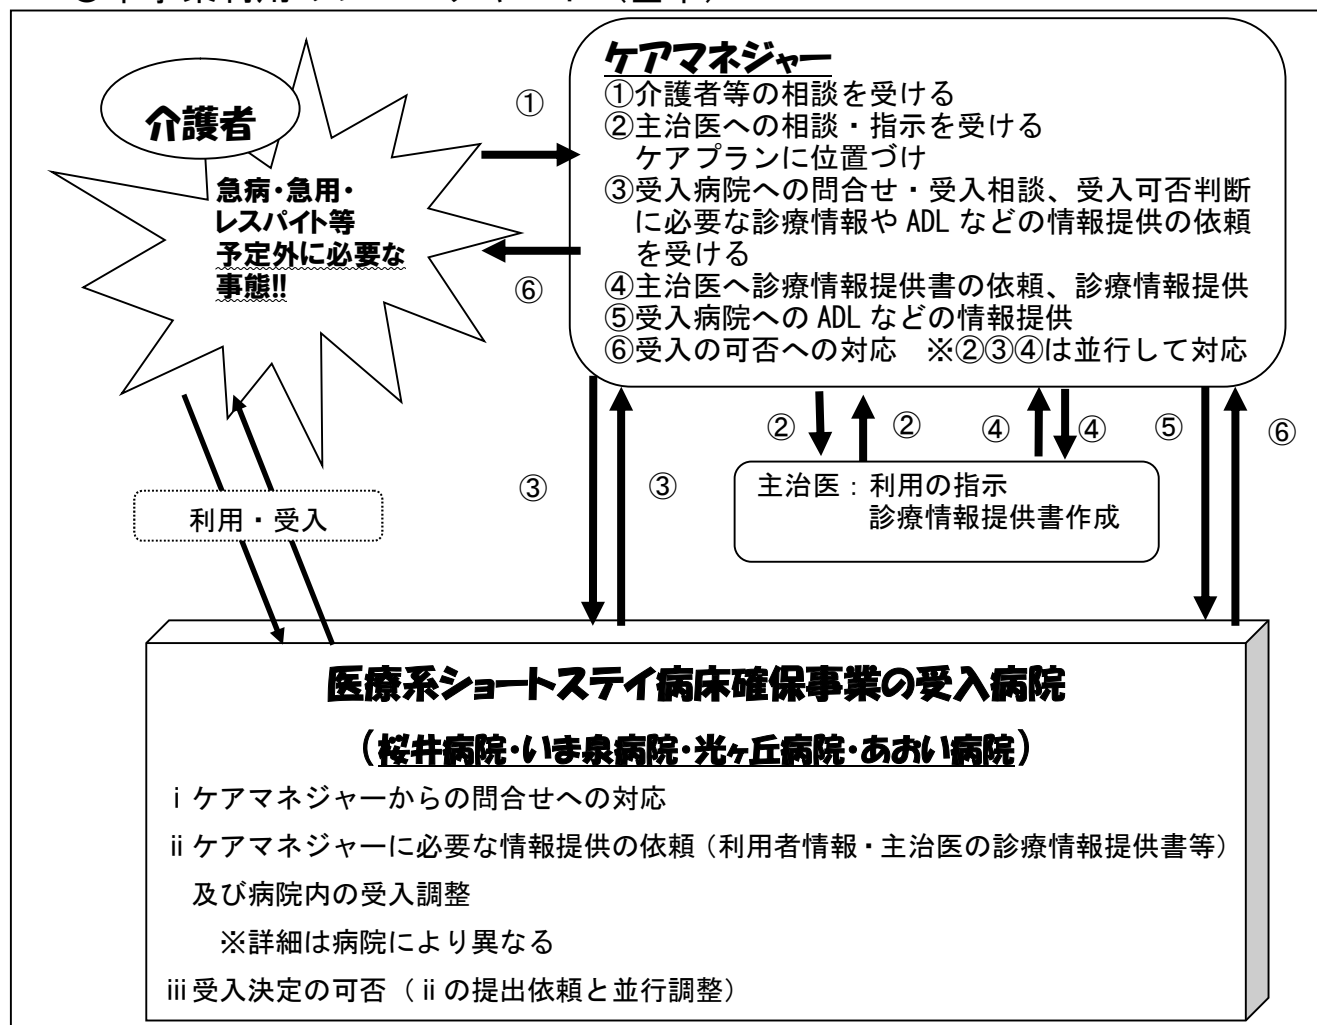 介護者
急病・急用・
レスパイト等
予定外に必要な
事態!!
①
⑥
ケアマネジャー
①介護者等の相談を受ける
②主治医への相談・指示を受ける
ケアプランに位置づけ
③受入病院への問合せ・受入相談、受入可否判断
に必要な診療情報や ADL などの情報提供の依頼
を受ける
④主治医へ診療情報提供書の依頼、診療情報提供
⑤受入病院への ADL などの情報提供
⑥受入の可否への対応　※②③④は並行して対応
② ② ④ ④ ⑤ ⑥
③ ③
主治医：利用の指示
診療情報提供書作成
利用・受入
医療系ショートステイ病床確保事業の受入病院
（桜井病院・いま泉病院・光ヶ丘病院・あおい病院）
ⅰ ケアマネジャーからの問合せへの対応
ⅱ ケアマネジャーに必要な情報提供の依頼（利用者情報・主治医の診療情報提供書等）
及び病院内の受入調整
※詳細は病院により異なる
ⅲ 受入決定の可否（ⅱの提出依頼と並行調整）